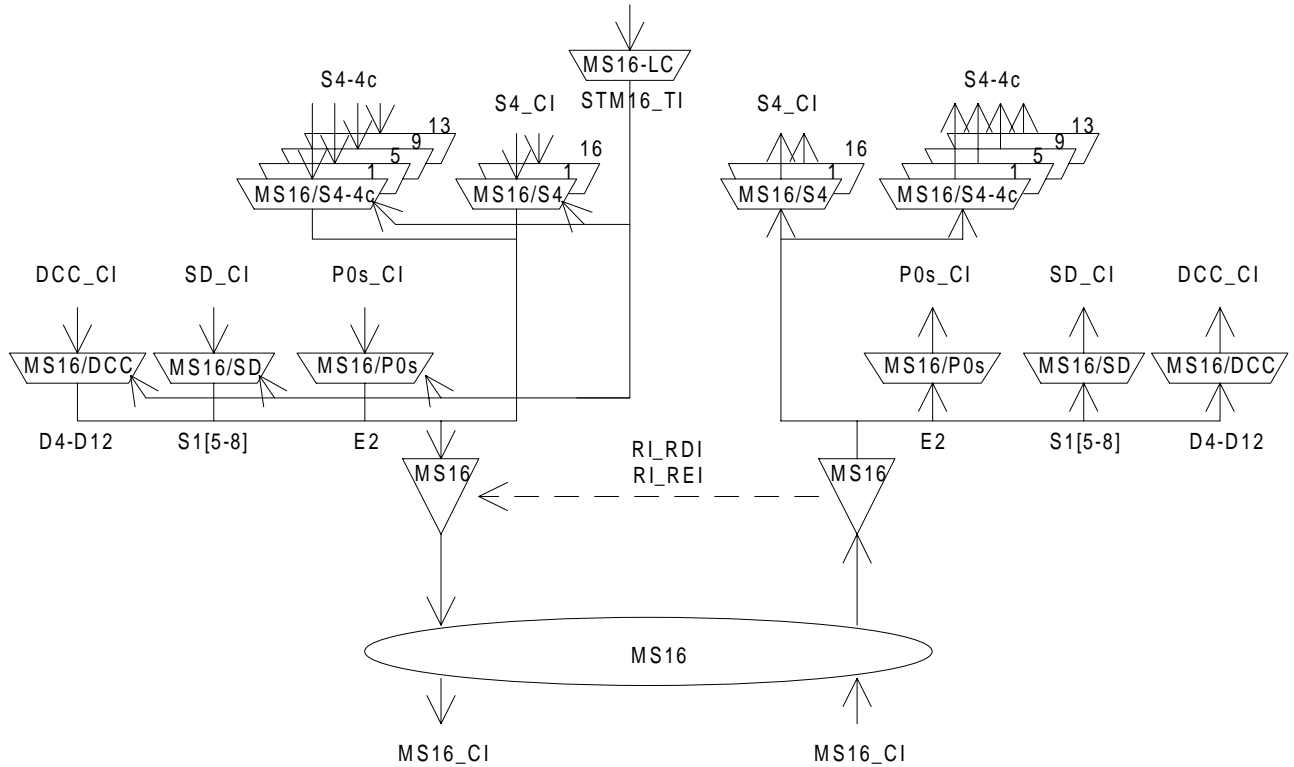 MS16-LC
S4-4c
S4_CI
STM16_TI
S4_CI
S4-4c
13
9
5
1
MS16/S4-4c
16
1
MS16/S4
16
1
MS16/S4
13
9
5
1
MS16/S4-4c
DCC_CI
SD_CI
P0s_CI
P0s_CI
SD_CI
DCC_CI
MS16/DCC
MS16/SD
MS16/P0s
MS16/P0s
MS16/SD
MS16/DCC
D4-D12
S1[5-8]
E2
E2
S1[5-8]
D4-D12
RI_RDI
RI_REI
MS16
MS16
MS16
MS16_CI
MS16_CI